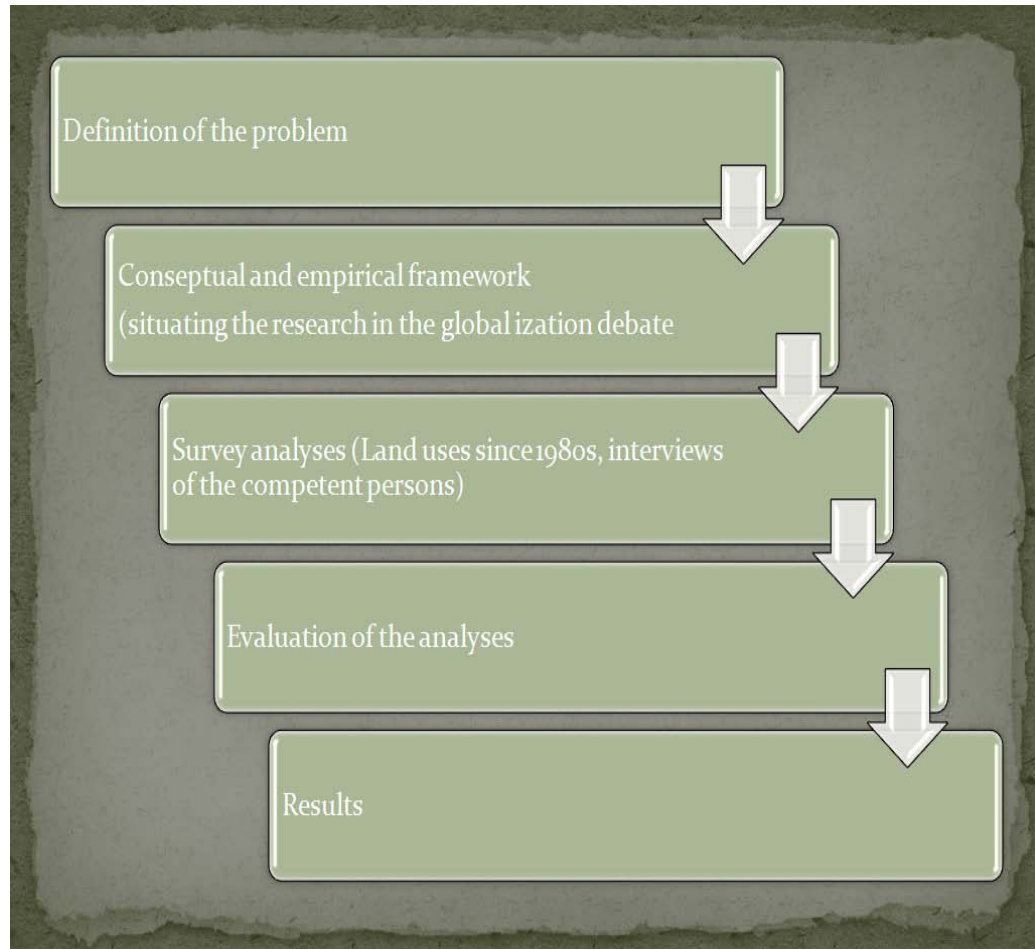 Definition of the problem
Conseptual and empirical framework
(situating the research in the global ization debate
Survey analyses (Land uses since 1980s, interviews
of the competent persons)
Evaluation of the analyses
Results